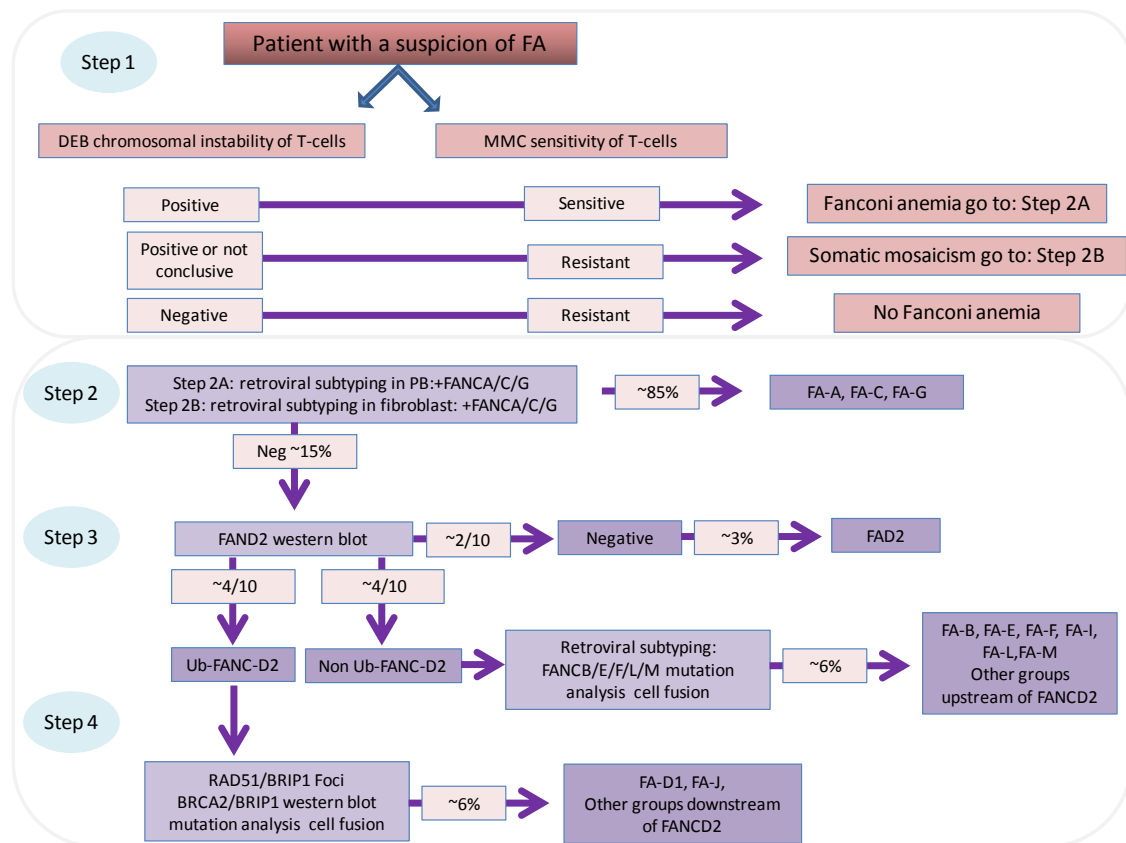 Step 1
Patient with a suspicion of FA
DEB chromosomal instability of T-cells
MMC sensitivity of T-cells
Positive
Sensitive
Fanconi anemia go to: Step 2A
Positive or not
conclusive
Resistant
Somatic mosaicism go to: Step 2B
Negative
Resistant
No Fanconi anemia
Step 2
Step 2A: retroviral subtyping in PB:+FANCA/C/G
Step 2B: retroviral subtyping in fibroblast: +FANCA/C/G
~85%
FA-A, FA-C, FA-G
Neg ~15%
Step 3
FAND2 western blot
~2/10
Negative
~3%
FAD2
~4/10
~4/10
Ub-FANC-D2
Non Ub-FANC-D2
Retroviral subtyping:
FANCB/E/F/L/M mutation
analysis cell fusion
~6%
FA-B, FA-E, FA-F, FA-I,
FA-L,FA-M
Other groups
upstream of FANCD2
Step 4
RAD51/BRIP1 Foci
BRCA2/BRIP1 western blot
mutation analysis cell fusion
~6%
FA-D1, FA-J,
Other groups downstream
of FANCD2